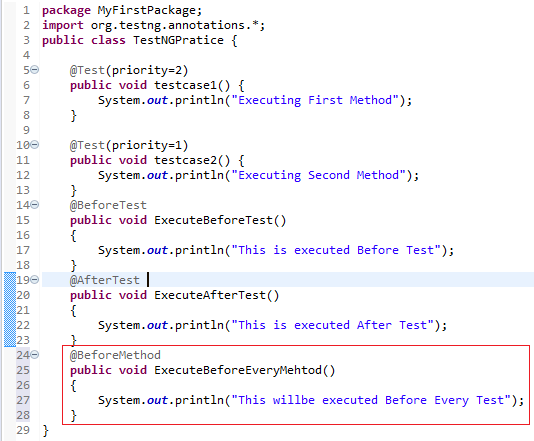 1 package MyFirstPackage;
2 import org.testng.annotations.*;
3 public class TestNGPratice {
4
5 @Test(priority=2)
6 public void testcase1() {
7 System.out.println("Executing First Method");
8 }
9
10 @Test(priority=1)
11 public void testcase2() {
12 System.out.println("Executing Second Method");
13 }
14 @BeforeTest
15 public void ExecuteBeforeTest()
16 {
17 System.out.println("This is executed Before Test");
18 }
19 @AfterTest
20 public void ExecuteAfterTest()
21 {
22 System.out.println("This is executed After Test");
23 }
24 @BeforeMethod
25 public void ExecuteBeforeEveryMehtod()
26 {
27 System.out.println("This willbe executed Before Every Test");
28 }
29 }